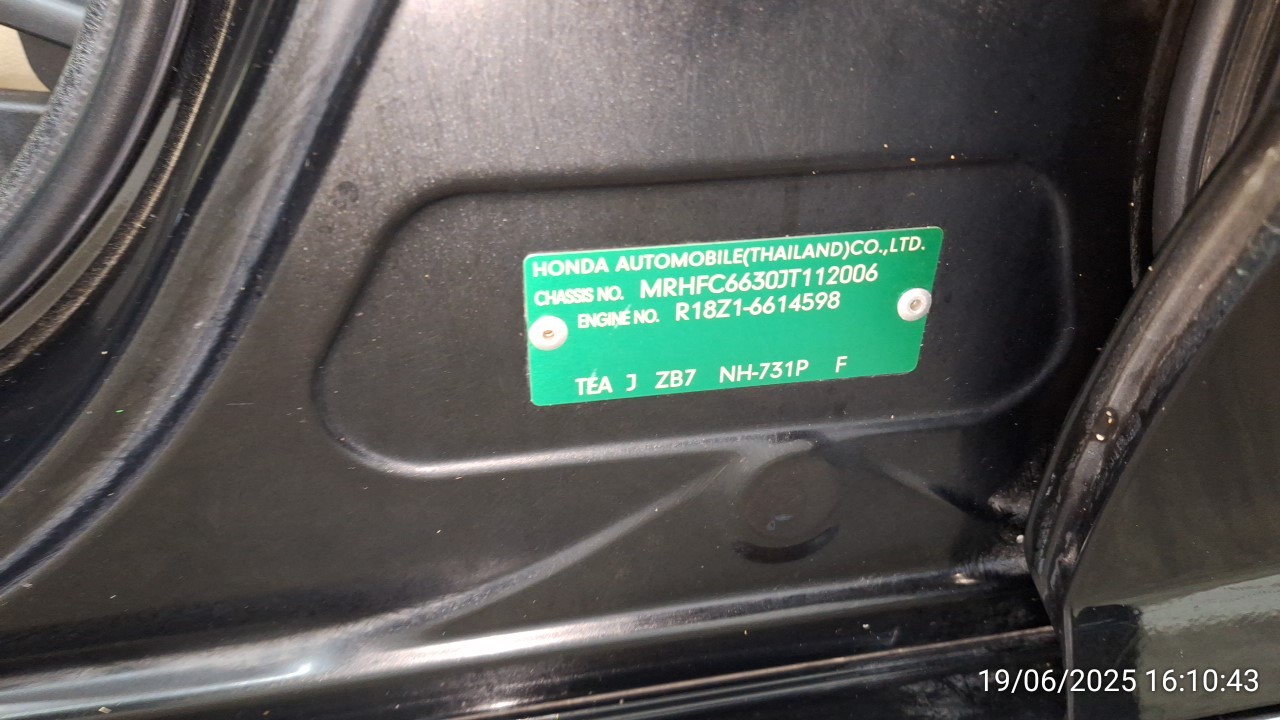 HONDA AUTOMOBILE(THAILAND)CO.,LTD.
CHASSIS NO. MRHFC6630JT112006
ENGINE NO. R18Z1-6614598
TEA J ZB7 NH-731P F
19/06/2025 16:10:43